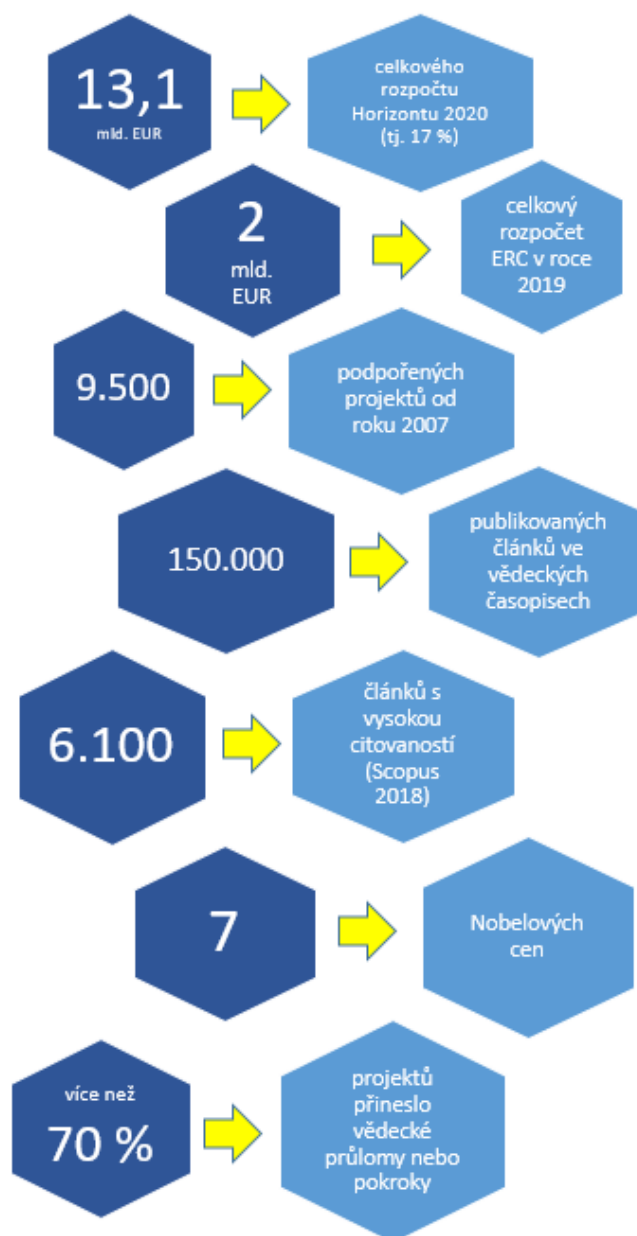 13,1
mld. EUR
celkového
rozpočtu
Horizontu 2020
(tj. 17 %)
2
mld.
EUR
celkový
rozpočet
ERC v roce
2019
9.500
podpořených
projektů od
roku 2007
150.000
publikovaných
článků ve
vědeckých
časopisech
6.100
článků s
vysokou
citovaností
(Scopus
2018)
7
Nobelových
cen
více než
70 %
projektů
přineslo
vědecké
průlomy nebo
pokroky